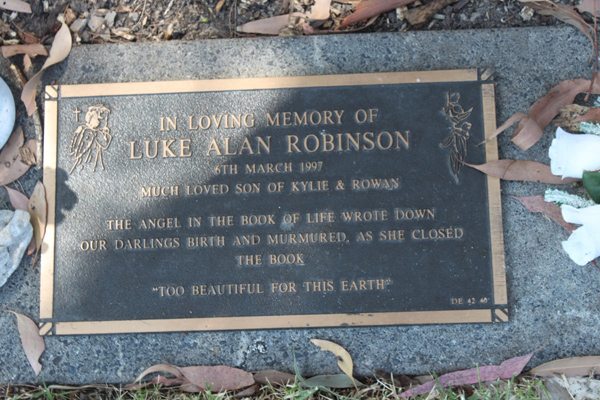 IN LOVING MEMORY OF
LUKE ALAN ROBINSON
6TH MARCH 1997
MUCH LOVED SON OF KYLIE & ROWAN
THE ANGEL IN THE BOOK OF LIFE WROTE DOWN
OUR DARLINGS BIRTH AND MURMURED, AS SHE CLOSED
THE BOOK
"TOO BEAUTIFUL FOR THIS EARTH"
DE 42 40